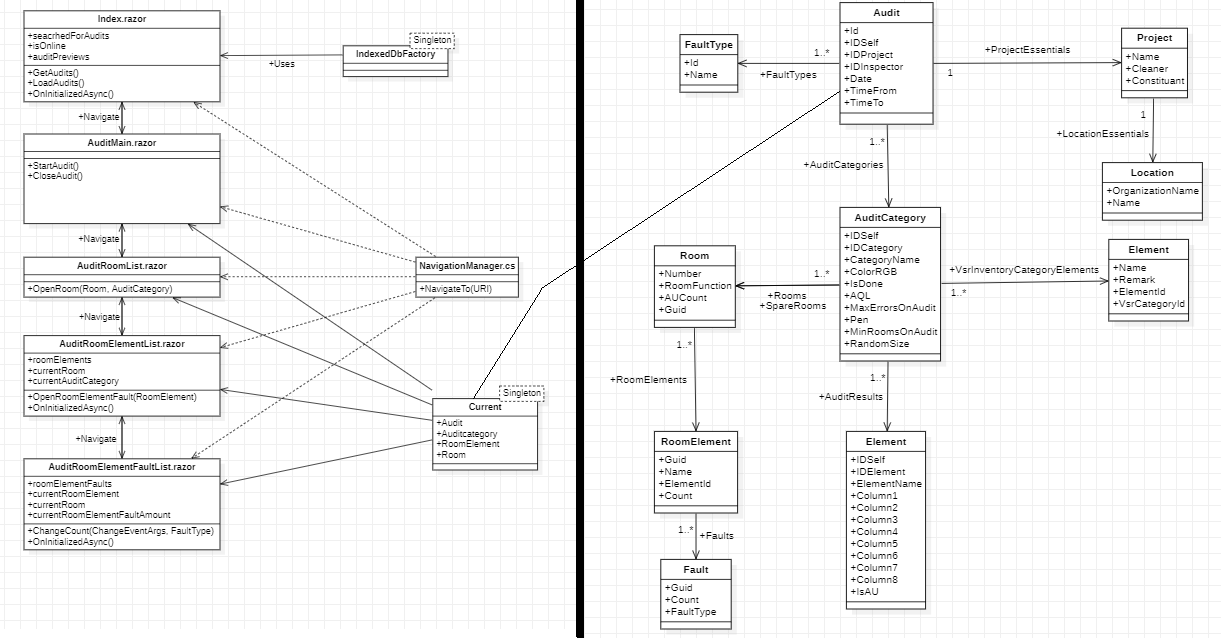 Index.razor
+seacrhedForAudits
+isOnline
+auditPreviews
+GetAudits()
+LoadAudits()
+OnInitializedAsync()
+Uses
Singleton
IndexedDbFactory
+Navigate
AuditMain.razor
+StartAudit()
+CloseAudit()
+Navigate
AuditRoomList.razor
+OpenRoom(Room, AuditCategory)
+Navigate
AuditRoomElementList.razor
+roomElements
+currentRoom
+currentAuditCategory
+OpenRoomElementFault(RoomElement)
+OnInitializedAsync()
+Navigate
AuditRoomElementFaultList.razor
+roomElementFaults
+currentRoomElement
+currentRoom
+currentRoomElementFaultAmount
+ChangeCount(ChangeEventArgs, FaultType)
+OnInitializedAsync()
NavigationManager.cs
+NavigateTo(URI)
Singleton
Current
+Audit
+Auditcategory
+RoomElement
+Room
FaultType
+Id
+Name
1..*
+FaultTypes
Audit
+Id
+IDSelf
+IDProject
+IDInspector
+Date
+TimeFrom
+TimeTo
+ProjectEssentials
1
Project
+Name
+Cleaner
+Constituant
1
+LocationEssentials
Location
+OrganizationName
+Name
1..*
+AuditCategories
AuditCategory
+IDSelf
+IDCategory
+CategoryName
+ColorRGB
+IsDone
+AQL
+MaxErrorsOnAudit
+Pen
+MinRoomsOnAudit
+RandomSize
+VsrInventoryCategoryElements
1..*
Element
+Name
+Remark
+ElementId
+VsrCategoryId
Room
+Number
+RoomFunction
+AUCount
+Guid
1..*
+Rooms
+SpareRooms
1..*
+RoomElements
RoomElement
+Guid
+Name
+ElementId
+Count
1..*
+Faults
Fault
+Guid
+Count
+FaultType
1..*
+AuditResults
Element
+IDSelf
+IDElement
+ElementName
+Column1
+Column2
+Column3
+Column4
+Column5
+Column6
+Column7
+Column8
+IsAU